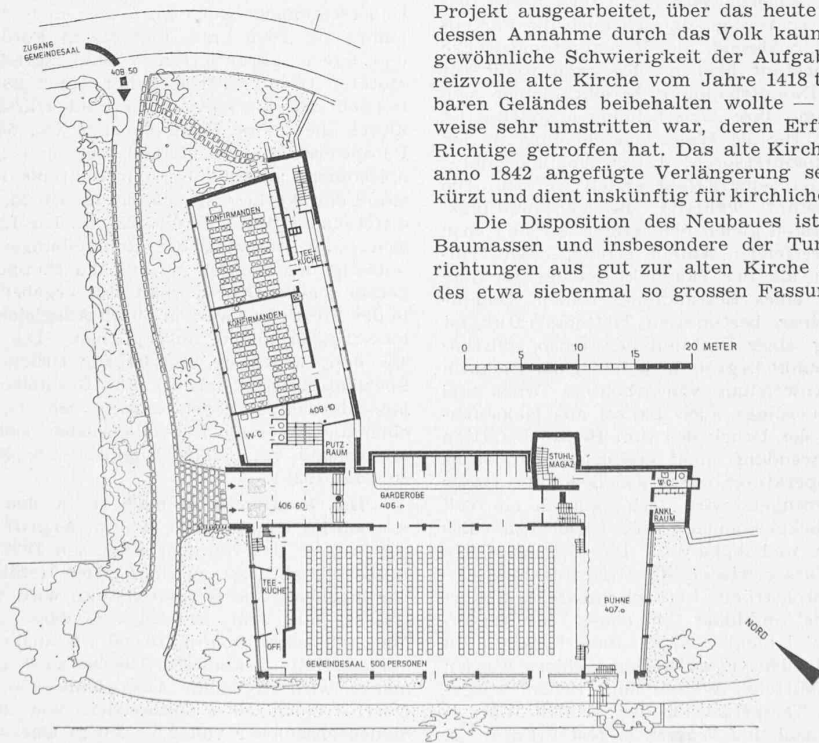 Projekt ausgearbeitet, über das heute
dessen Annahme durch das Volk kaum
gewöhnliche Schwierigkeit der Aufgab
reizvolle alte Kirche vom Jahre 1418 t
baren Geländes beibehalten wollte —
weise sehr umstritten war, deren Erf
Richtige getroffen hat. Das alte Kirch
anno 1842 angefügte Verlängerung se
kürzt und dient inskünftig für kirchliche
Die Disposition des Neubaues ist
Baumassen und insbesondere der Tur
richtungen aus gut zur alten Kirche
des etwa siebenmal so grossen Fassur
ZUGANG
GEMEINDESAAL
408.50
KONFIRMANDEN
TEE-
KÜCHE
KONFIRMANDEN
408.10
W.C.
PUTZ-
RAUM
5 10 15 20 METER
STUHL-
MAGAZ
GARDEROBE
406.11
W.C.
ANKL.
RAUM
406.60
TEE-
KÜCHE
OFF.
BÜHNE
407.0
GEMEINDESAAL 500 PERSONEN
NORD